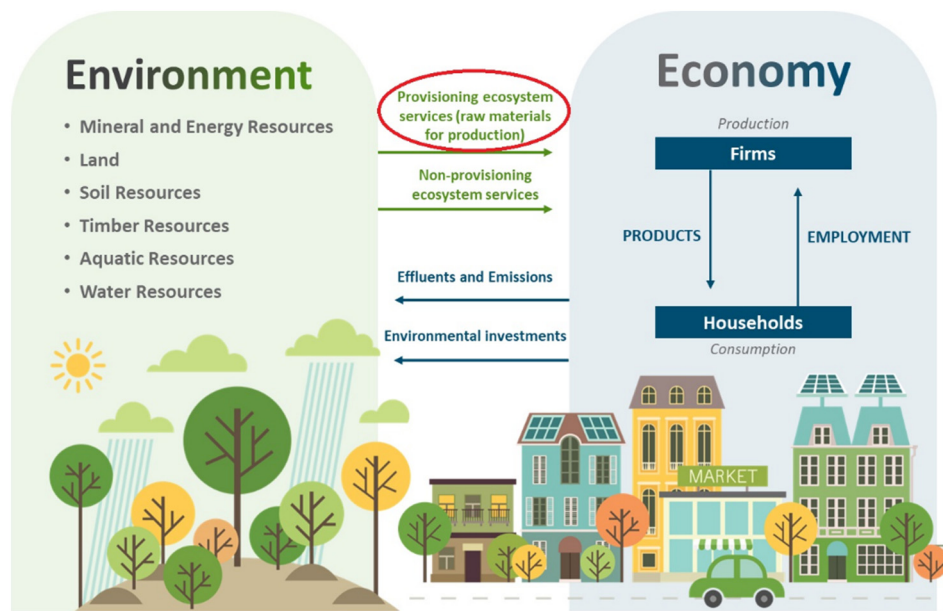 Environment
• Mineral and Energy Resources
• Land
• Soil Resources
• Timber Resources
• Aquatic Resources
• Water Resources
Provisioning ecosystem
services (raw materials
for production)
Non-provisioning
ecosystem services
Effluents and Emissions
Environmental investments
Economy
Production
Firms
PRODUCTS
EMPLOYMENT
Households
Consumption
MARKET